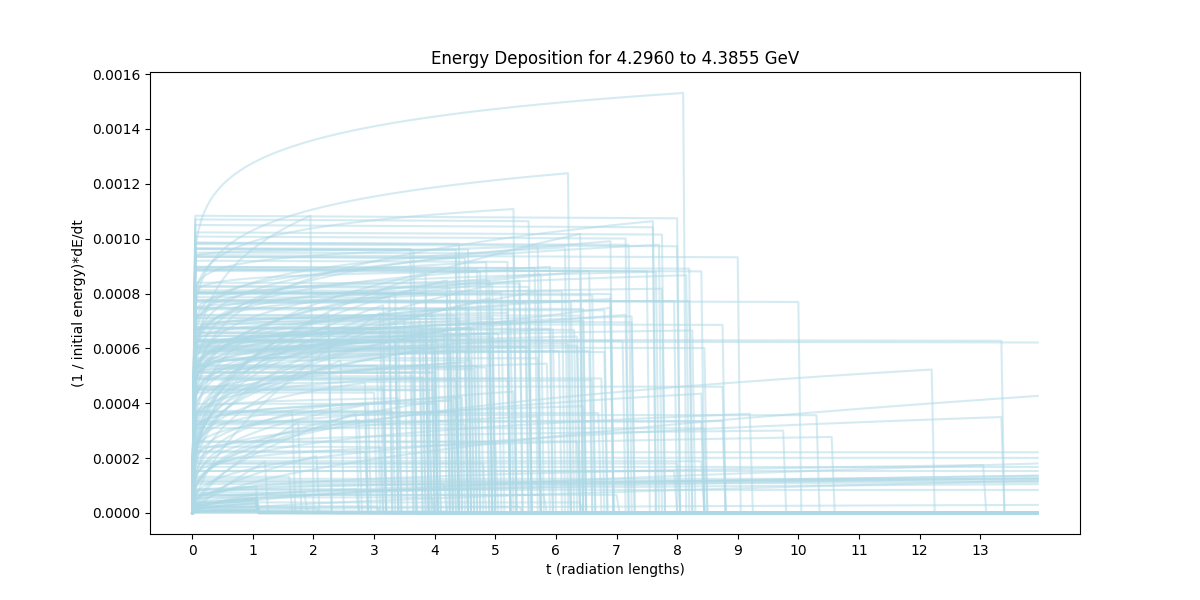 Energy Deposition for 4.2960 to 4.3855 GeV
0.0016
0.0014
0.0012
0.0010
0.0008
0.0006
0.0004
0.0002
0.0000
(1 / initial energy)*dE/dt
0 1 2 3 4 5 6 7 8 9 10 11 12 13
t (radiation lengths)